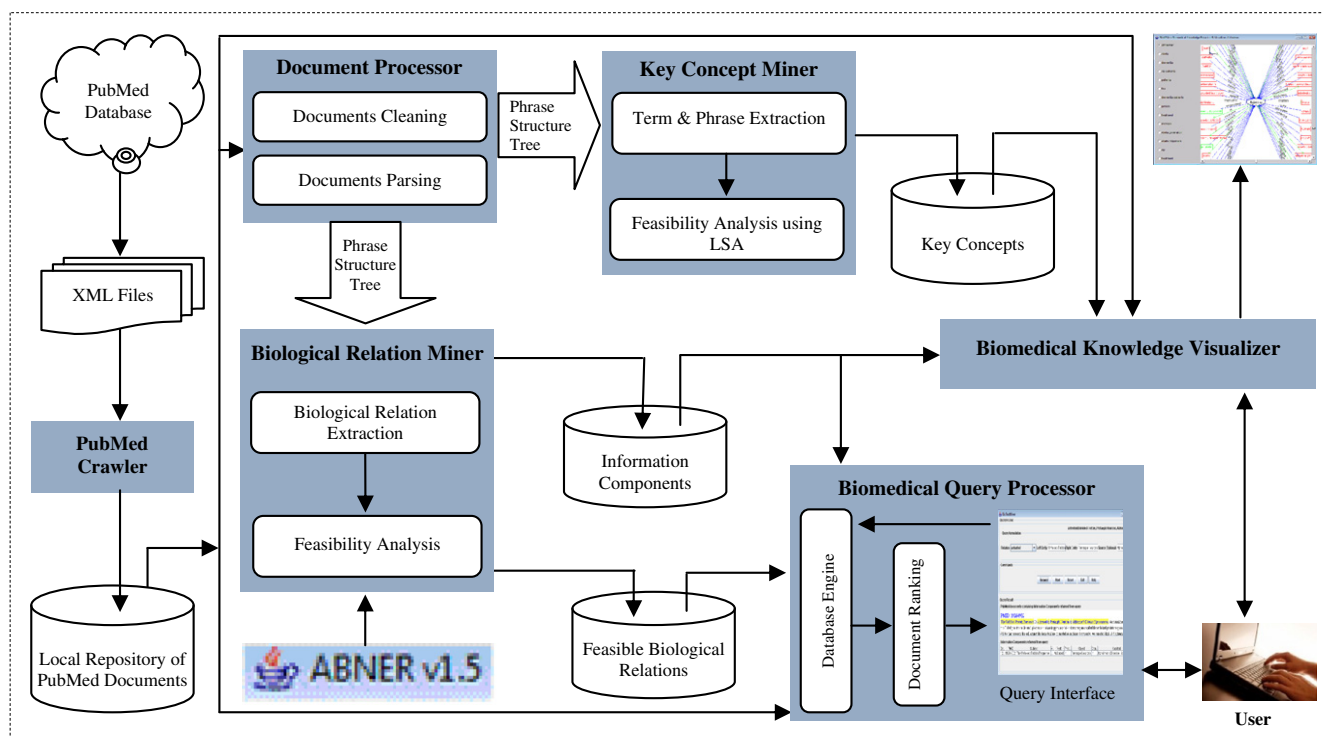 PubMed
Database
XML Files
PubMed
Crawler
Local Repository of
PubMed Documents
Document Processor
Documents Cleaning
Documents Parsing
Phrase
Structure
Tree
Phrase
Structure
Tree
Key Concept Miner
Term & Phrase Extraction
Feasibility Analysis using
LSA
Key Concepts
Biological Relation Miner
Biological Relation
Extraction
Feasibility Analysis
ABNER v1.5
Information
Components
Feasible Biological
Relations
Biomedical Knowledge Visualizer
Biomedical Query Processor
Database Engine
Document Ranking
Query Interface
User